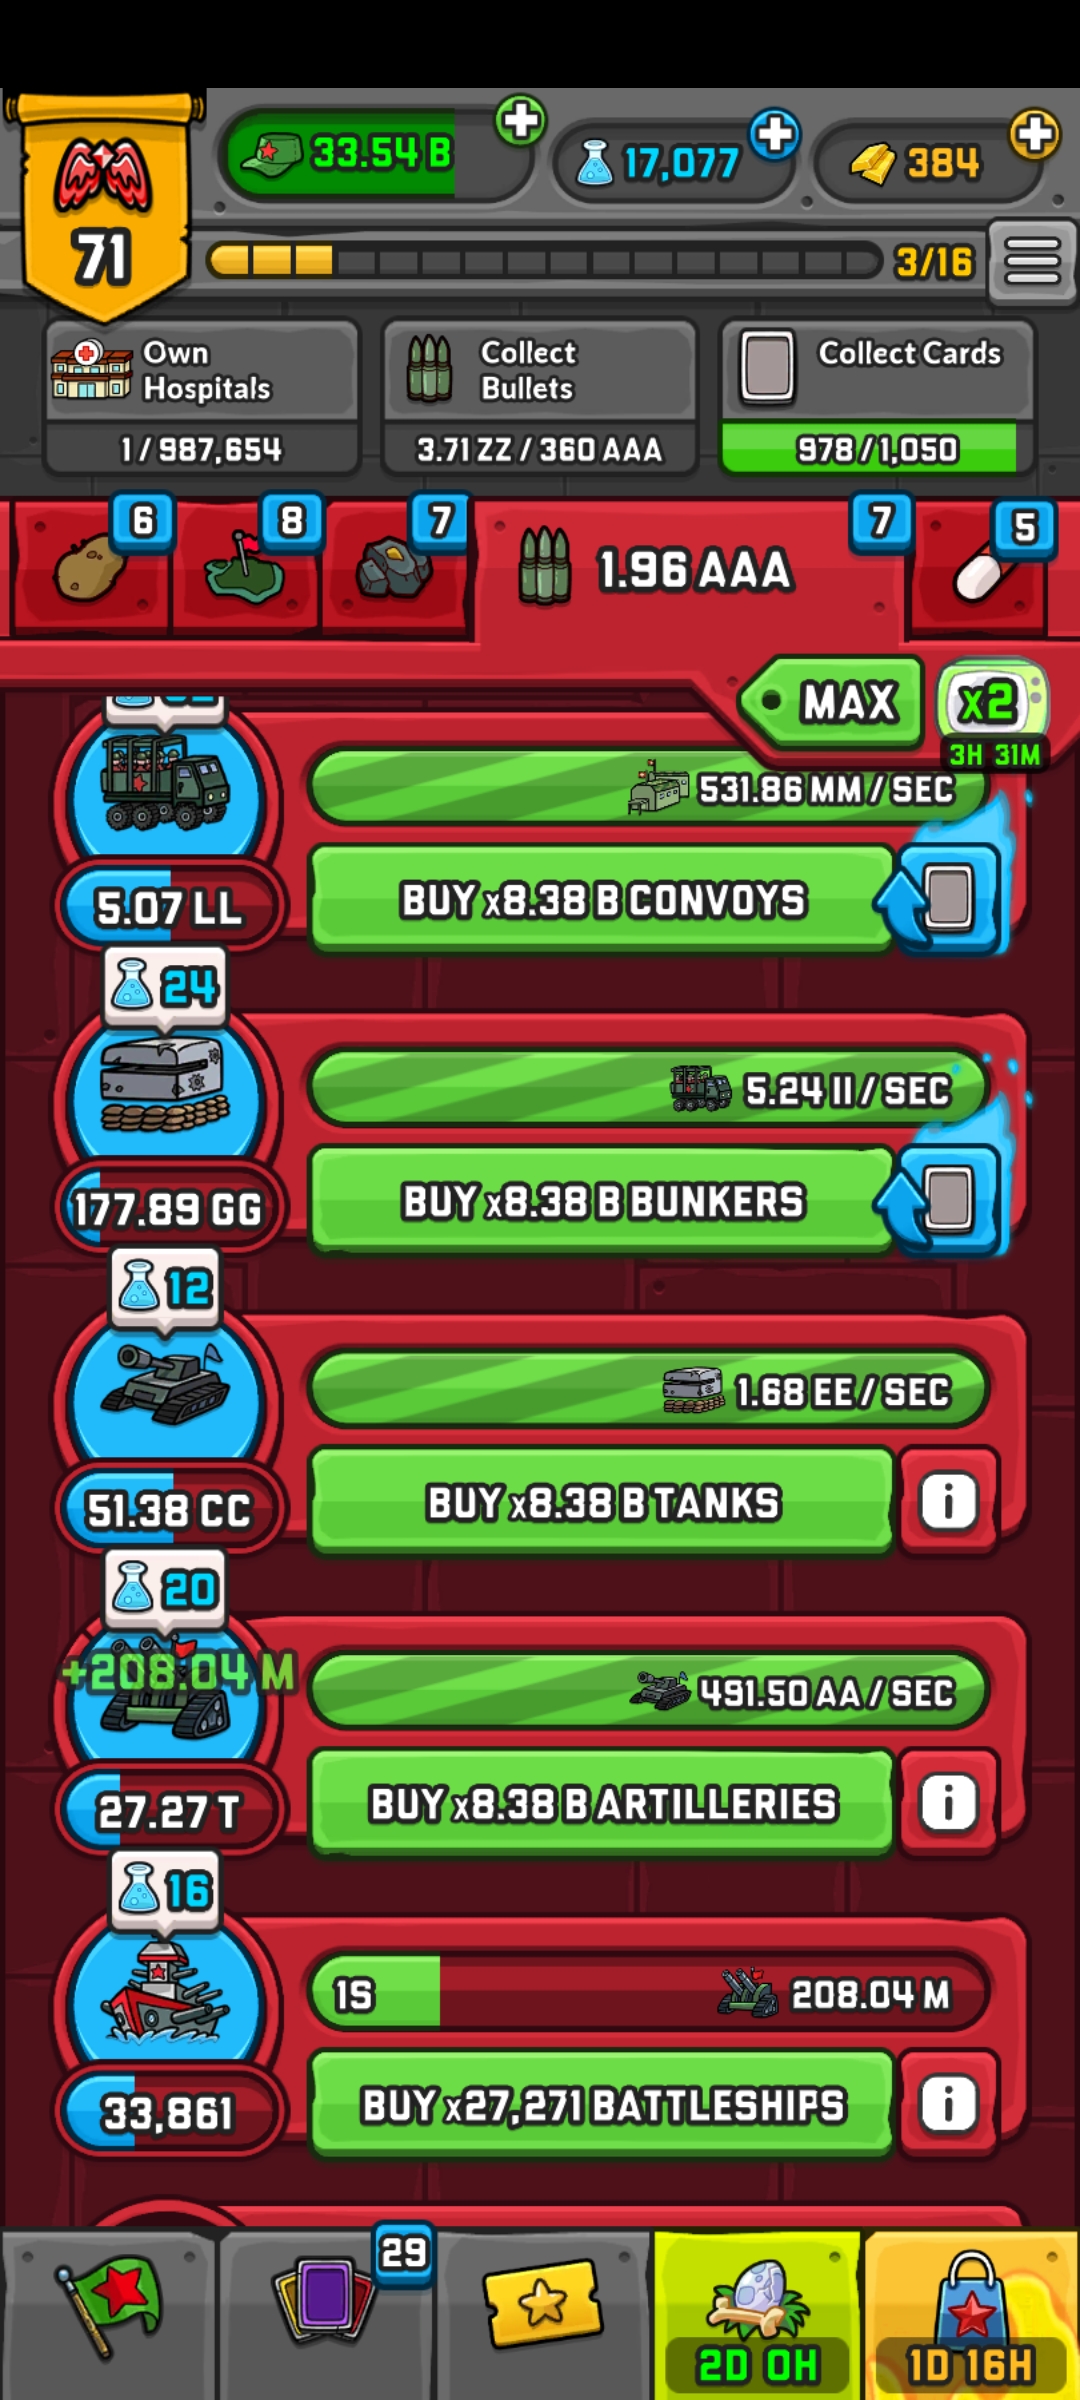 33.54 B
17,077
384
71
3/16
Own
Hospitals
1 / 987,654
Collect
Bullets
3.71 ZZ / 360 AAA
Collect Cards
978 / 1,050
6
8
7
1.96 AAA
7
5
MAX
x2
3H 31M
531.86 MM / SEC
BUY x8.38 B CONVOYS
5.07 LL
24
5.24 II / SEC
BUY x8.38 B BUNKERS
177.89 GG
12
1.68 EE / SEC
BUY x8.38 B TANKS
51.38 CC
i
20
+208.04 M
491.50 AA / SEC
BUY x8.38 B ARTILLERIES
27.27 T
i
16
1S
208.04 M
BUY x27,271 BATTLESHIPS
33,861
i
29
2D 0H
1D 16H